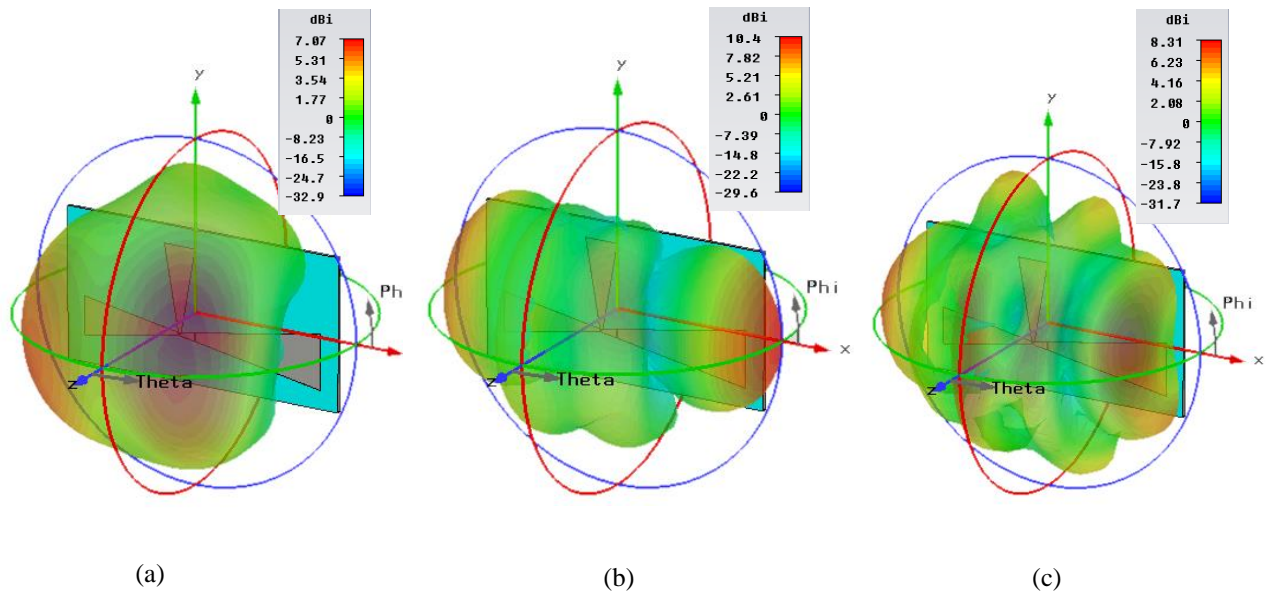 dBi
7.07
5.31
3.54
1.77
0
-8.23
-16.5
-24.7
-32.9
y
Ph
z
Theta
(a)
dBi
10.4
7.82
5.21
2.61
0
-7.39
-14.8
-22.2
-29.6
y
Phi
x
z
Theta
(b)
dBi
8.31
6.23
4.16
2.08
0
-7.92
-15.8
-23.8
-31.7
y
Phi
x
z
Theta
(c)